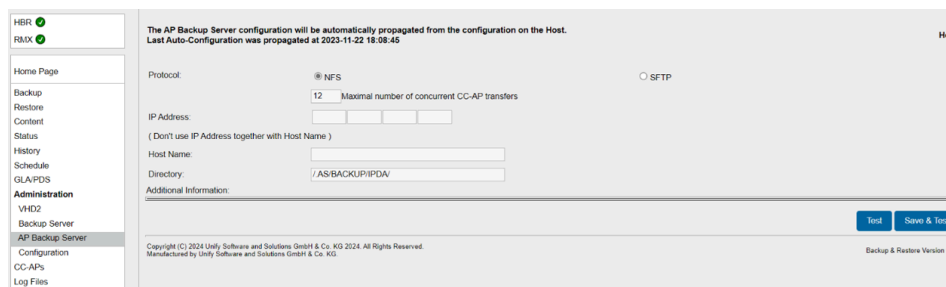 HBR
RMX
Home Page
Backup
Restore
Content
Status
History
Schedule
GLA/PDS
Administration
VHD2
Backup Server
AP Backup Server
Configuration
CC-APs
Log Files
The AP Backup Server configuration will be automatically propagated from the configuration on the Host.
Last Auto-Configuration was propagated at 2023-11-22 18:08:45
Protocol: NFS SFTP
12 Maximal number of concurrent CC-AP transfers
IP Address:
( Don't use IP Address together with Host Name )
Host Name:
Directory: /.AS/BACKUP/IPDA/
Additional Information:
Test
Copyright (C) 2024 Unify Software and Solutions GmbH & Co. KG 2024. All Rights Reserved.
Manufactured by Unify Software and Solutions GmbH & Co. KG.
Backup & Restore Version